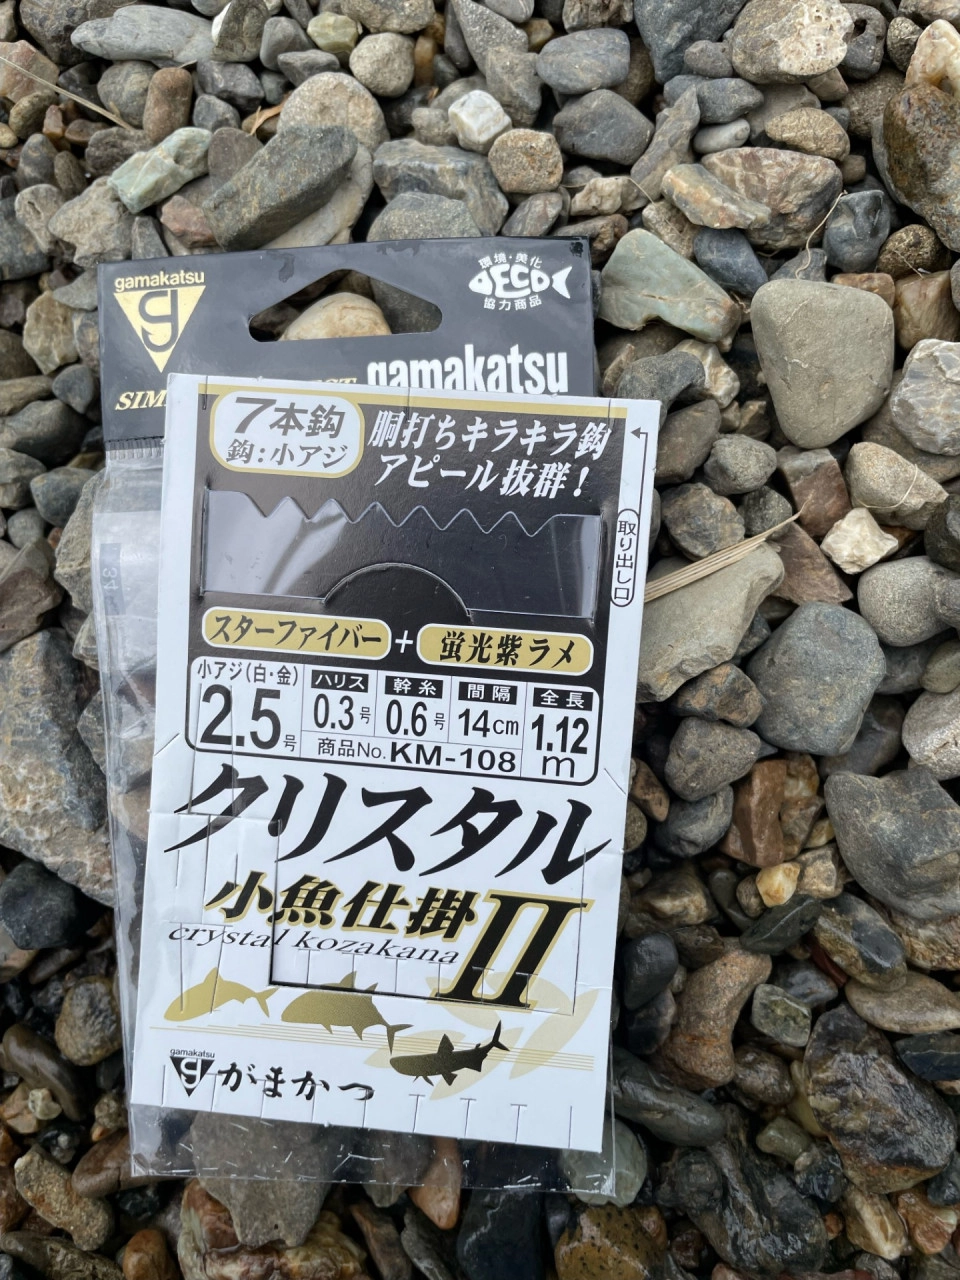 gamakatsu
環境・美化
ECO
協力商品
gamakatsu
7本鈎
鈎：小アジ
胴打ちキラキラ鈎
アピール抜群！
取り出し口
スターファイバー+蛍光紫ラメ
小アジ(白・金)
2.5号
ハリス
0.3号
幹糸
0.6号
間隔
14cm
全長
1.12m
商品No.KM-108
クリスタル
小魚仕掛II
crystal kozakana
gamakatsu
がまかつ